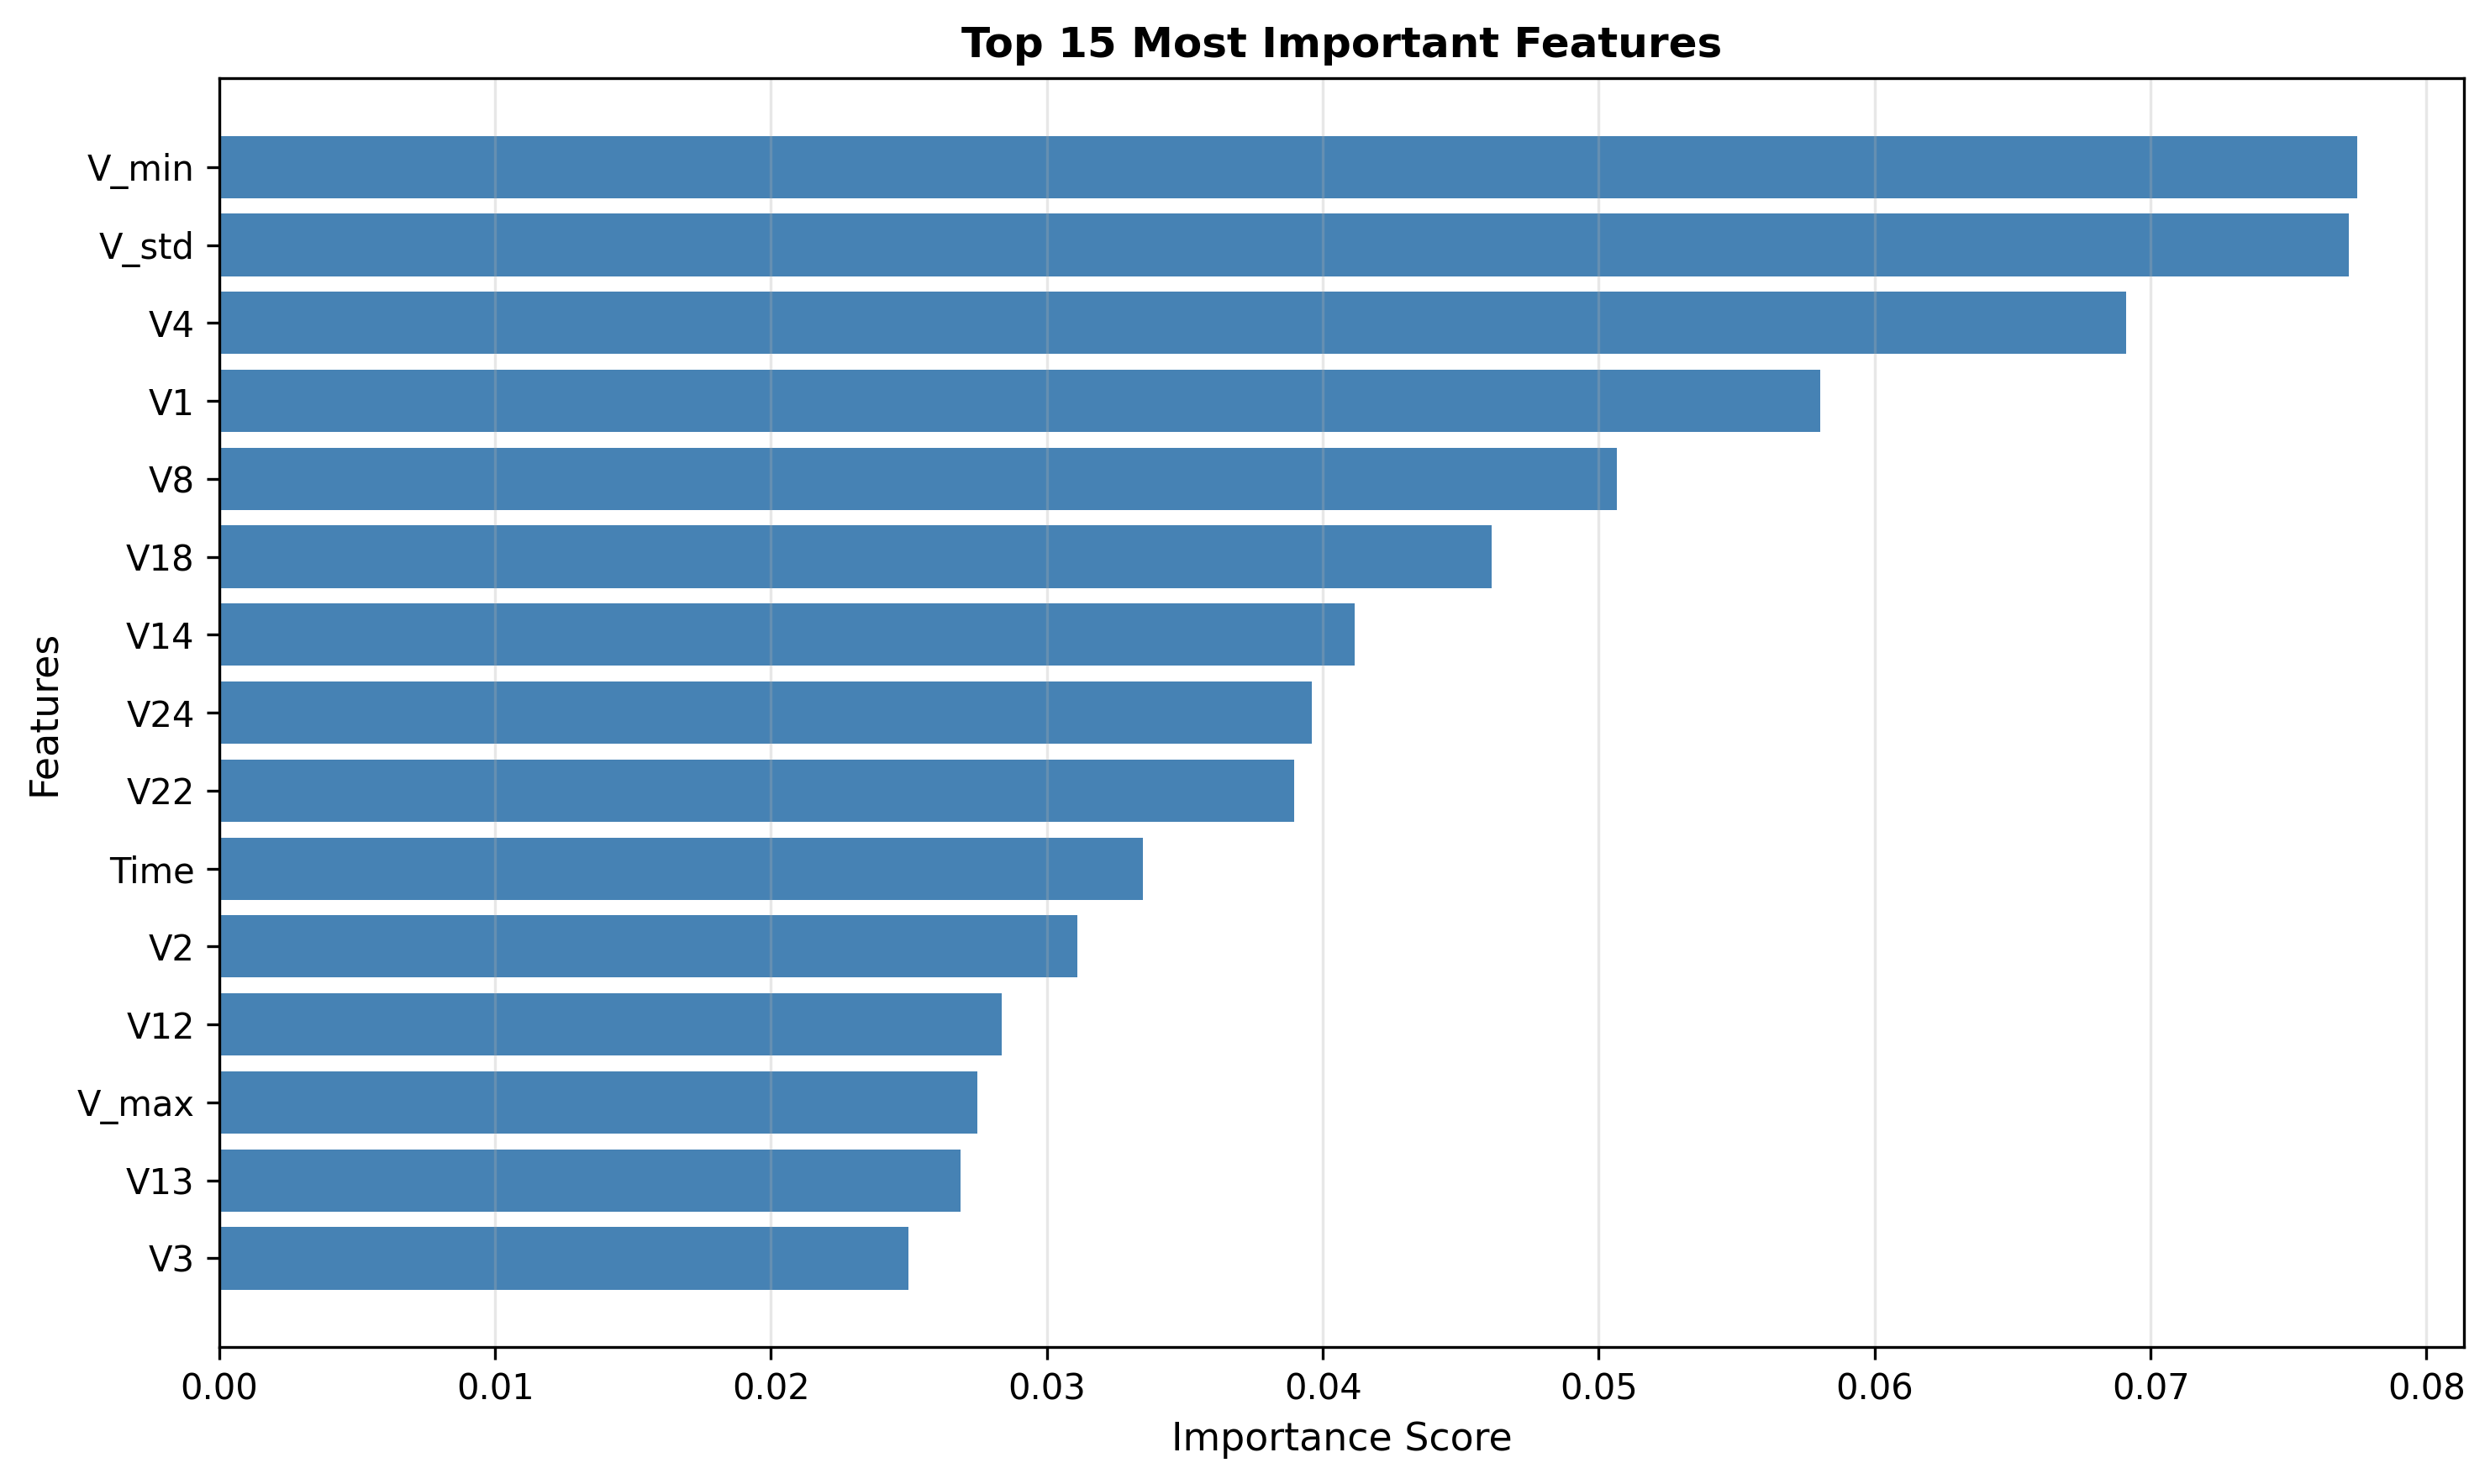 Top 15 Most Important Features
Features
V_min
V_std
V4
V1
V8
V18
V14
V24
V22
Time
V2
V12
V_max
V13
V3
0.00 0.01 0.02 0.03 0.04 0.05 0.06 0.07 0.08
Importance Score